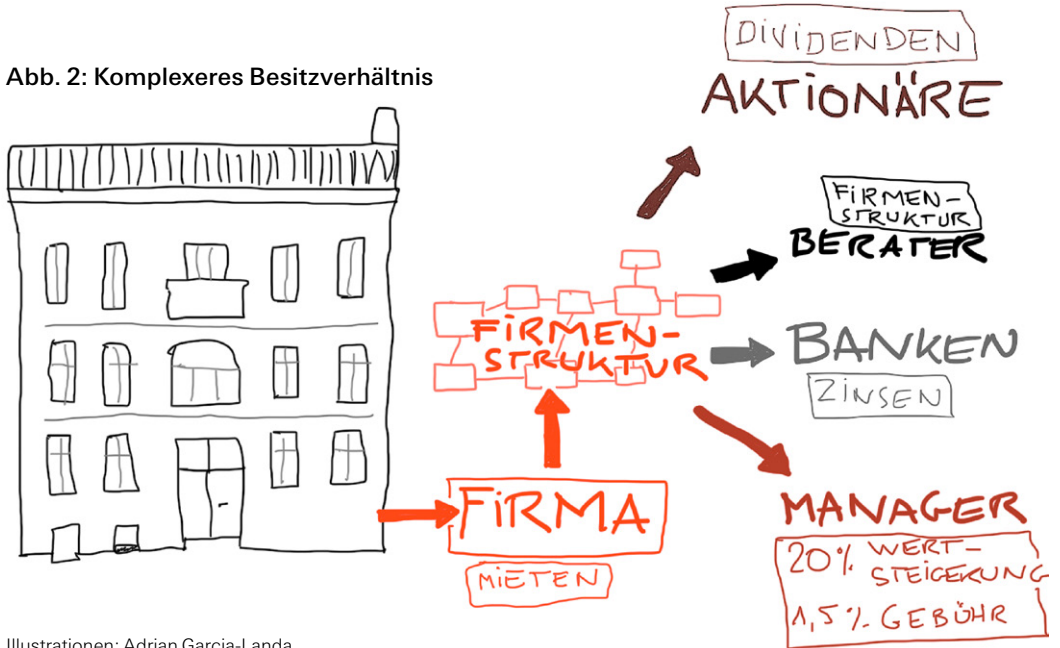 Abb. 2: Komplexeres Besitzverhältnis
DIVIDENDEN
AKTIONÄRE
FIRMEN-
STRUKTUR
BERATER
FIRMEN-
STRUKTUR
BANKEN
ZINSEN
FIRMA
MIETEN
MANAGER
20% WERT-
STEIGERUNG
1,5% GEBÜHR
Illustrationen: Adrian Garcia-Landa